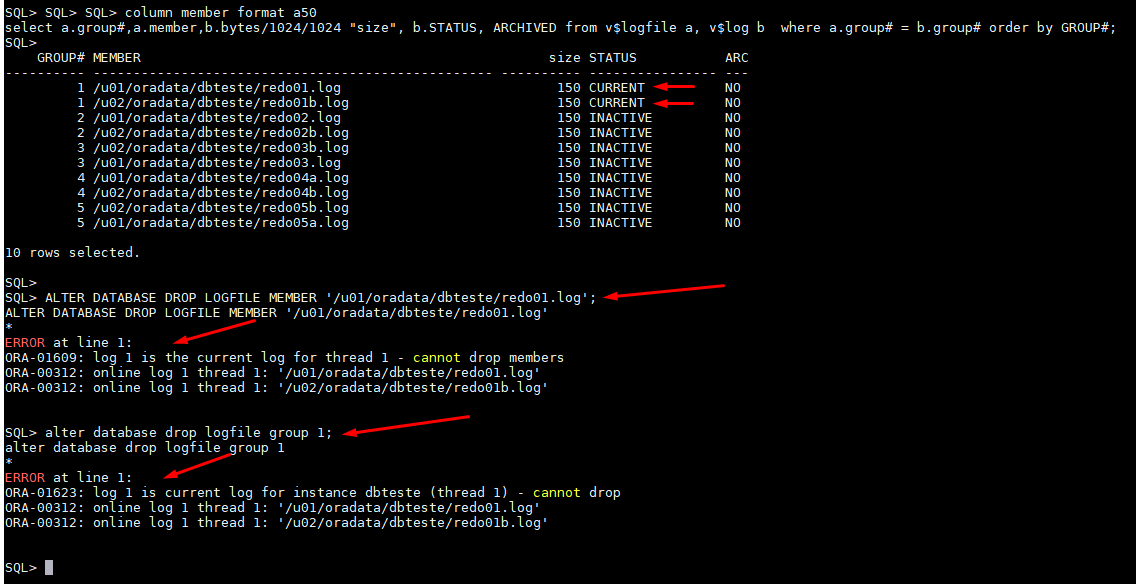 SQL> SQL> SQL> column member format a50
select a.group#,a.member,b.bytes/1024/1024 "size", b.STATUS, ARCHIVED from v$logfile a, v$log b  where a.group# = b.group# order by GROUP#;
SQL>
    GROUP# MEMBER                                                   size STATUS           ARC
---------- -------------------------------------------------- ---------- ---------------- ---
         1 /u01/oradata/dbteste/redo01.log                           150 CURRENT          NO
         1 /u02/oradata/dbteste/redo01b.log                          150 CURRENT          NO
         2 /u01/oradata/dbteste/redo02.log                           150 INACTIVE         NO
         2 /u02/oradata/dbteste/redo02b.log                          150 INACTIVE         NO
         3 /u02/oradata/dbteste/redo03b.log                          150 INACTIVE         NO
         3 /u01/oradata/dbteste/redo03.log                           150 INACTIVE         NO
         4 /u01/oradata/dbteste/redo04a.log                          150 INACTIVE         NO
         4 /u02/oradata/dbteste/redo04b.log                          150 INACTIVE         NO
         5 /u02/oradata/dbteste/redo05b.log                          150 INACTIVE         NO
         5 /u01/oradata/dbteste/redo05a.log                          150 INACTIVE         NO
10 rows selected.
SQL>
SQL> ALTER DATABASE DROP LOGFILE MEMBER '/u01/oradata/dbteste/redo01.log';
ALTER DATABASE DROP LOGFILE MEMBER '/u01/oradata/dbteste/redo01.log'
*
ERROR at line 1:
ORA-01609: log 1 is the current log for thread 1 - cannot drop members
ORA-00312: online log 1 thread 1: '/u01/oradata/dbteste/redo01.log'
ORA-00312: online log 1 thread 1: '/u02/oradata/dbteste/redo01b.log'
SQL> alter database drop logfile group 1;
alter database drop logfile group 1
*
ERROR at line 1:
ORA-01623: log 1 is current log for instance dbteste (thread 1) - cannot drop
ORA-00312: online log 1 thread 1: '/u01/oradata/dbteste/redo01.log'
ORA-00312: online log 1 thread 1: '/u02/oradata/dbteste/redo01b.log'
SQL>